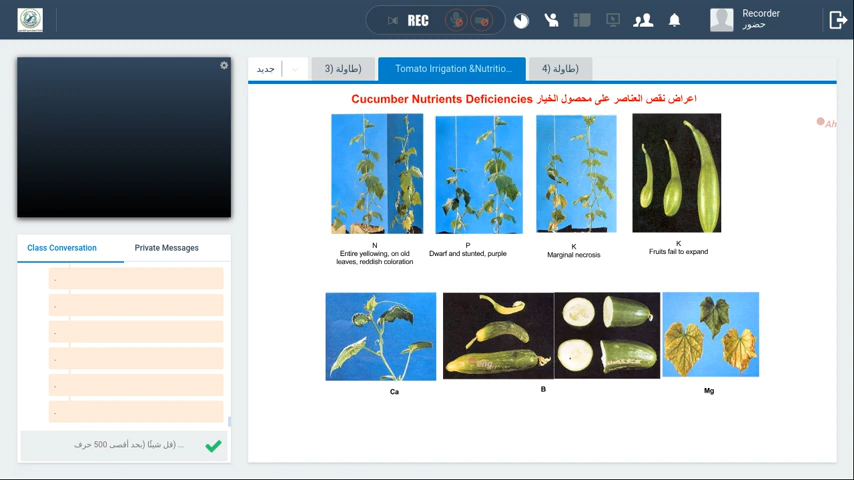 REC
Recorder
حضور
جديد
(طاولة (3
Tomato Irrigation &Nutritio...
(طاولة (4
اعراض نقص العناصر على محصول الخيار Cucumber Nutrients Deficiencies
Ah
N
Entire yellowing, on old
leaves, reddish coloration
P
Dwarf and stunted, purple
K
Marginal necrosis
K
Fruits fail to expand
Class Conversation
Private Messages
eng..
Ca
B
Mg
... (قل شيئًا (بحد أقصى 500 حرف